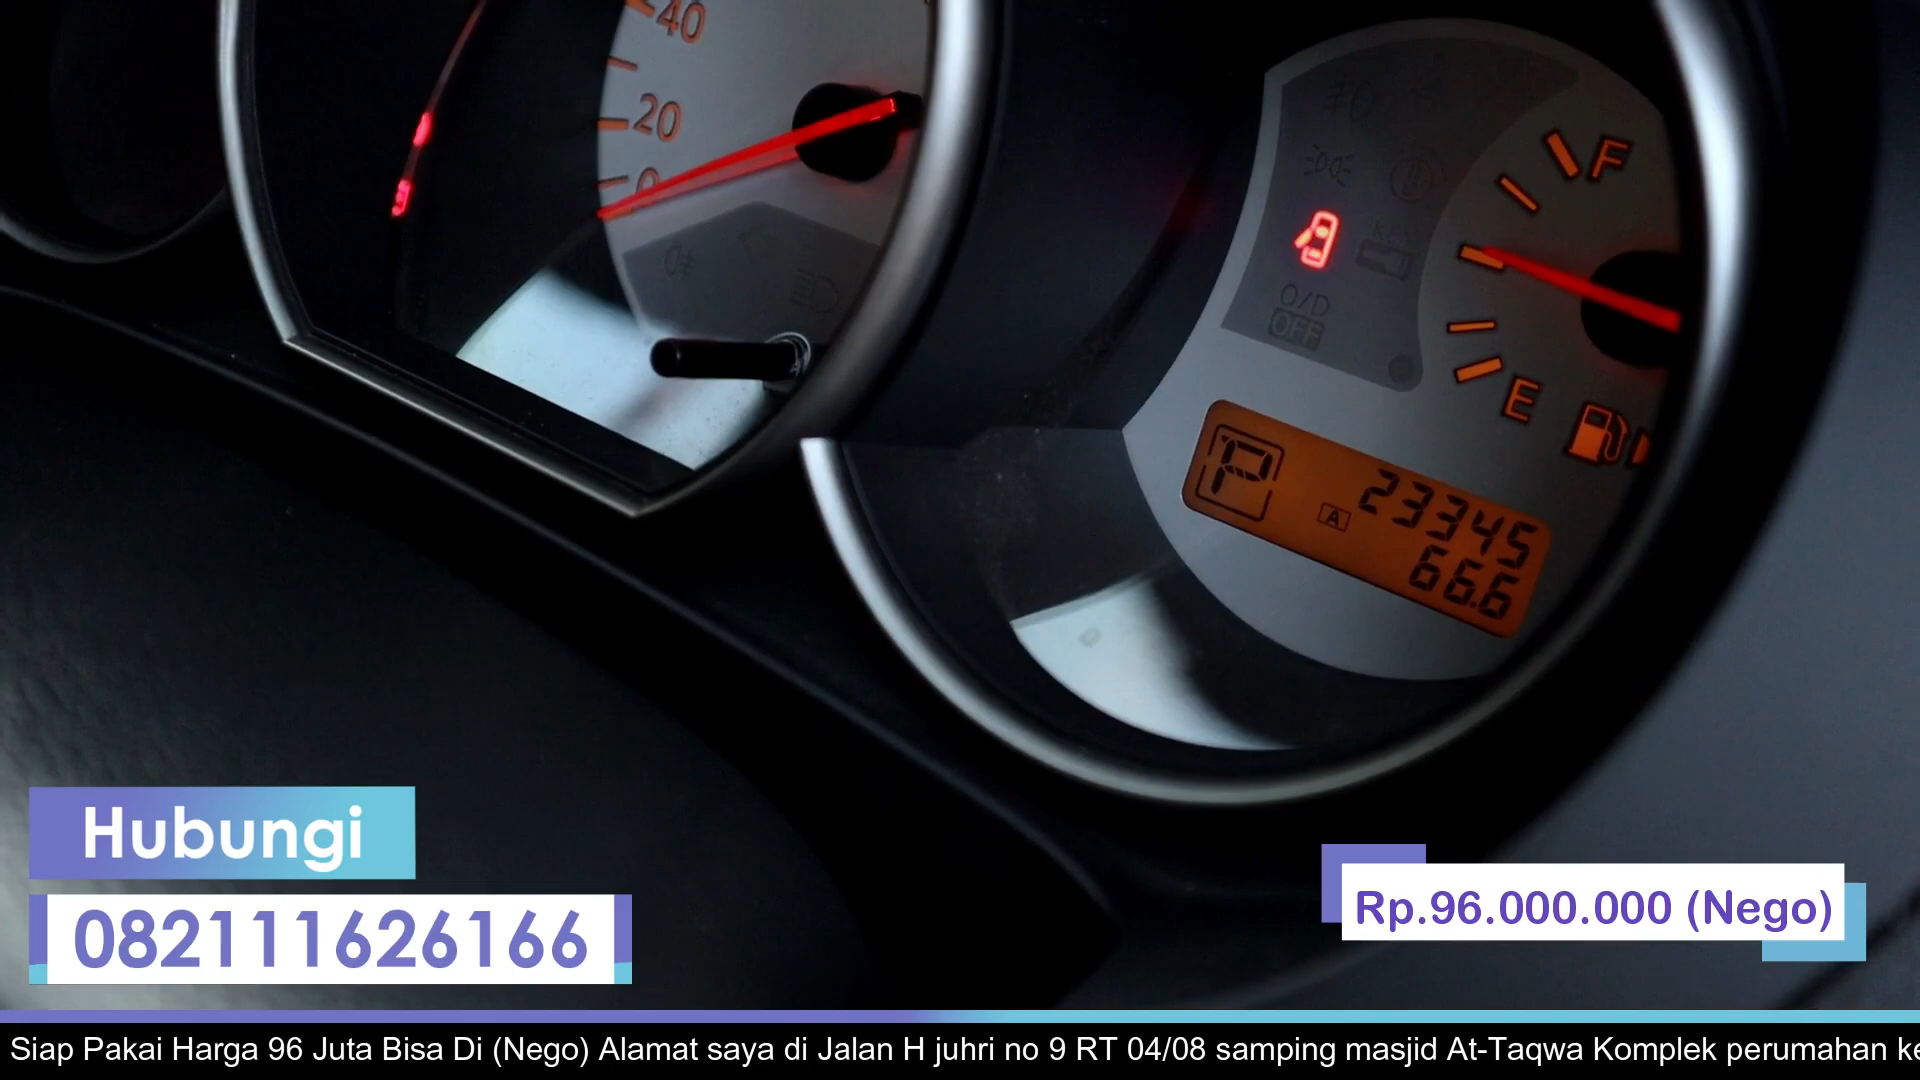 40
20
0
F
O/D
OFF
E
P
A
23345
66.6
Hubungi
082111626166
Rp.96.000.000 (Nego)
Siap Pakai Harga 96 Juta Bisa Di (Nego) Alamat saya di Jalan H juhri no 9 RT 04/08 samping masjid At-Taqwa Komplek perumahan